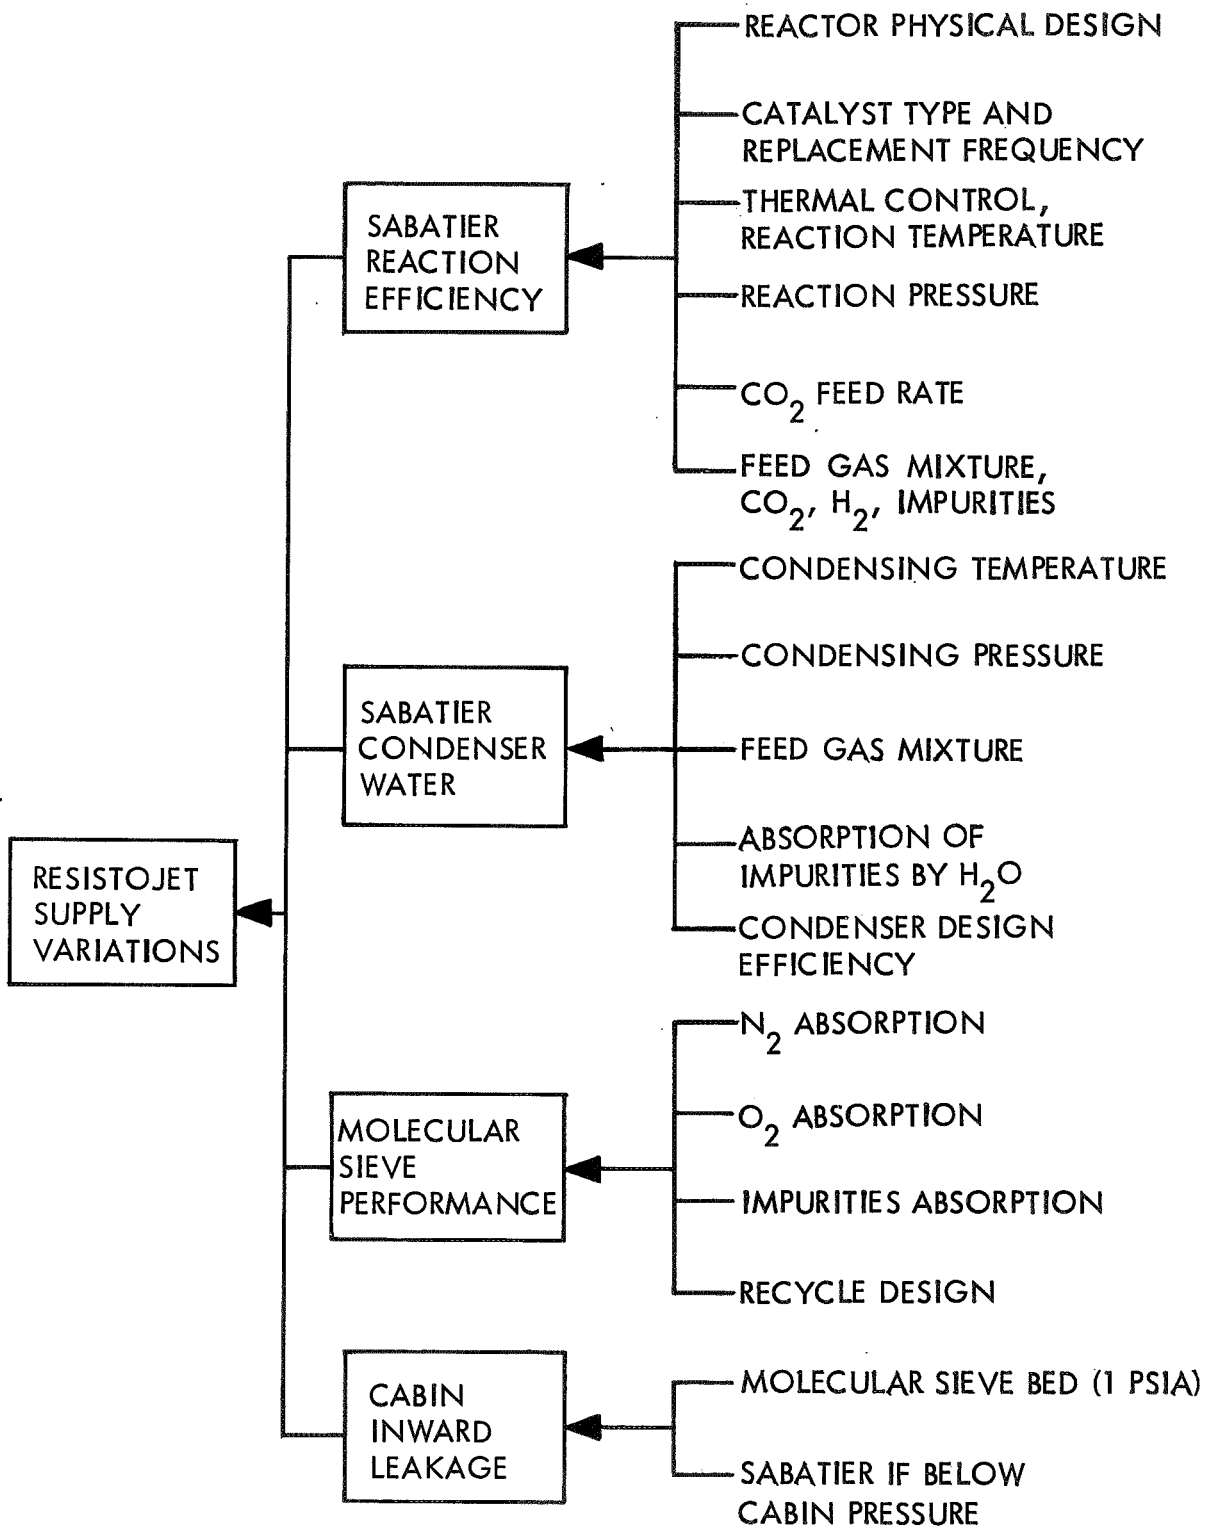 REACTOR PHYSICAL DESIGN
CATALYST TYPE AND
REPLACEMENT FREQUENCY
THERMAL CONTROL,
REACTION TEMPERATURE
REACTION PRESSURE
CO2 FEED RATE
FEED GAS MIXTURE,
CO2, H2, IMPURITIES
SABATIER
REACTION
EFFICIENCY
CONDENSING TEMPERATURE
CONDENSING PRESSURE
FEED GAS MIXTURE
ABSORPTION OF
IMPURITIES BY H2O
CONDENSER DESIGN
EFFICIENCY
SABATIER
CONDENSER
WATER
RESISTOJET
SUPPLY
VARIATIONS
N2 ABSORPTION
O2 ABSORPTION
IMPURITIES ABSORPTION
RECYCLE DESIGN
MOLECULAR
SIEVE
PERFORMANCE
MOLECULAR SIEVE BED (1 PSIA)
SABATIER IF BELOW
CABIN PRESSURE
CABIN
INWARD
LEAKAGE